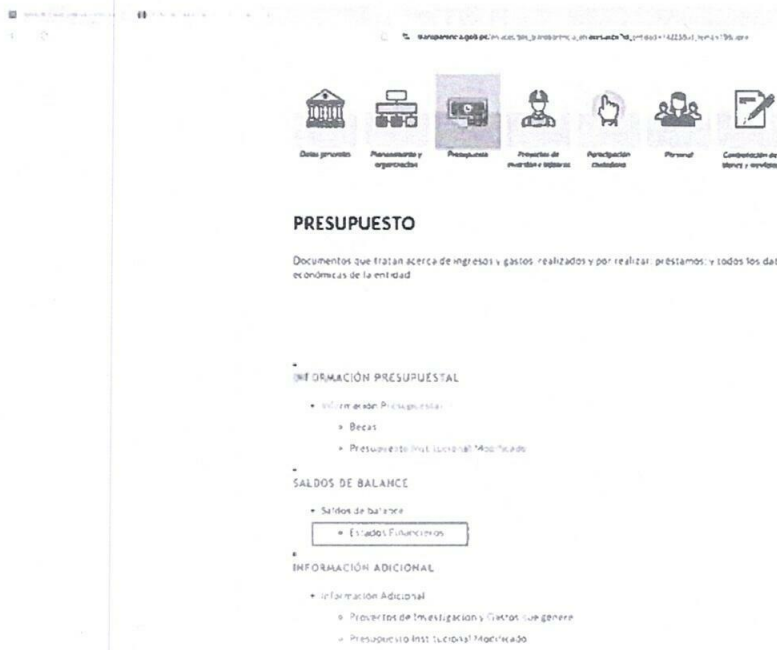 Datos generales
Planeamiento y organización
Presupuesto
Proyectos de inversión e Infobras
Participación ciudadana
Personal
Contratación de bienes y servicios
PRESUPUESTO
Documentos que tratan acerca de ingresos y gastos realizados y por realizar; préstamos; y todos los dat
económicas de la entidad
INFORMACIÓN PRESUPUESTAL
Información Presupuestal
Becas
Presupuesto Institucional Modificado
SALDOS DE BALANCE
Saldos de balance
Estados Financieros
INFORMACIÓN ADICIONAL
Información Adicional
Proyectos de Investigación y Gastos que genere
Presupuesto Institucional Modificado